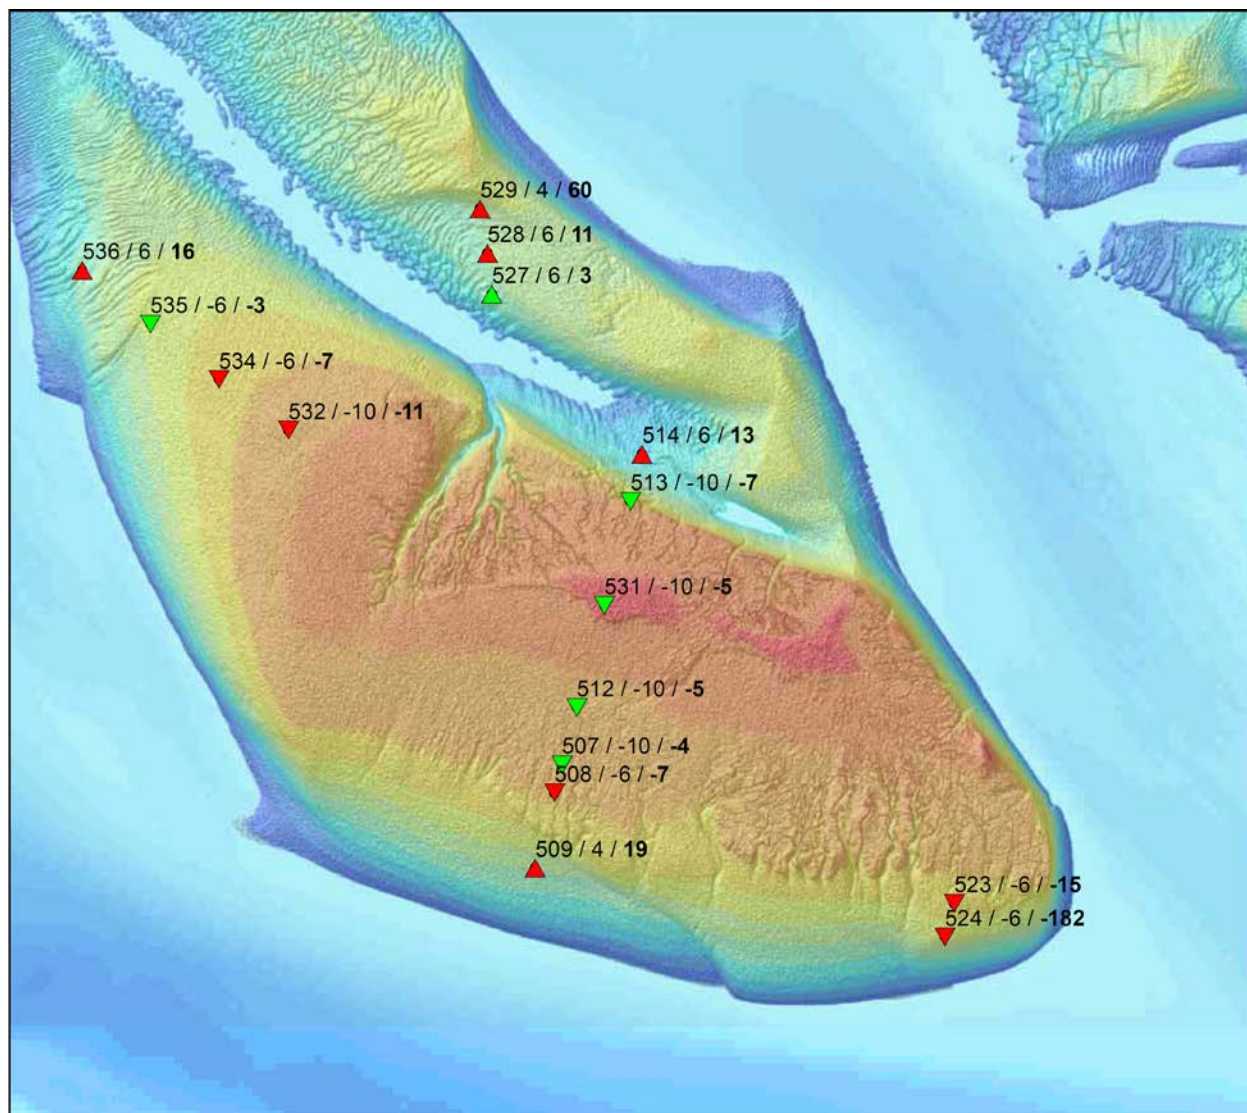 529 / 4 / 60
528 / 6 / 11
536 / 6 / 16
527 / 6 / 3
535 / -6 / -3
534 / -6 / -7
532 / -10 / -11
514 / 6 / 13
513 / -10 / -7
531 / -10 / -5
512 / -10 / -5
507 / -10 / -4
508 / -6 / -7
509 / 4 / 19
523 / -6 / -15
524 / -6 / -182